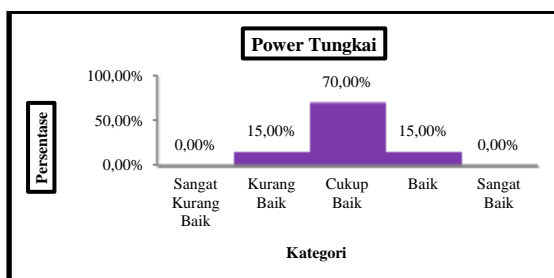 Power Tungkai
Persentase
100,00%
50,00%
0,00%
0,00%
15,00%
70,00%
15,00%
0,00%
Sangat
Kurang
Baik
Kurang
Baik
Cukup
Baik
Baik
Sangat
Baik
Kategori